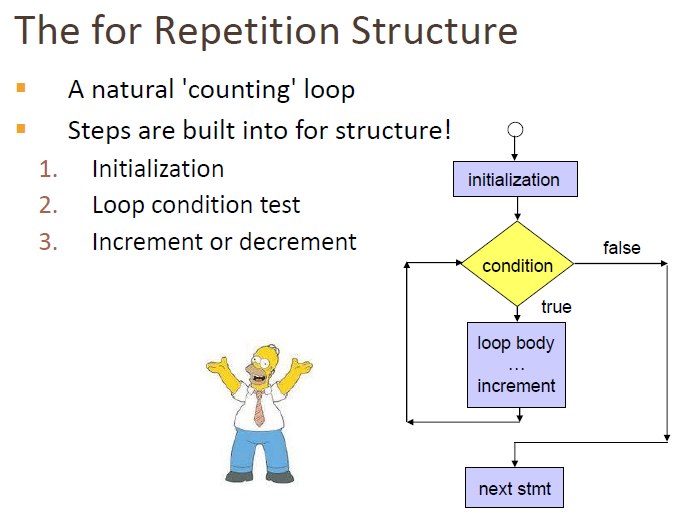 The for Repetition Structure
▪ A natural 'counting' loop
▪ Steps are built into for structure!
1. Initialization
2. Loop condition test
3. Increment or decrement
initialization
condition
false
true
loop body
...
increment
next stmt